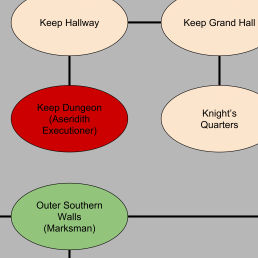 Keep Hallway
Keep Grand Hall
Keep Dungeon
(Asendith
Executioner)
Knight's
Quarters
Outer Southern
Walls
(Marksman)